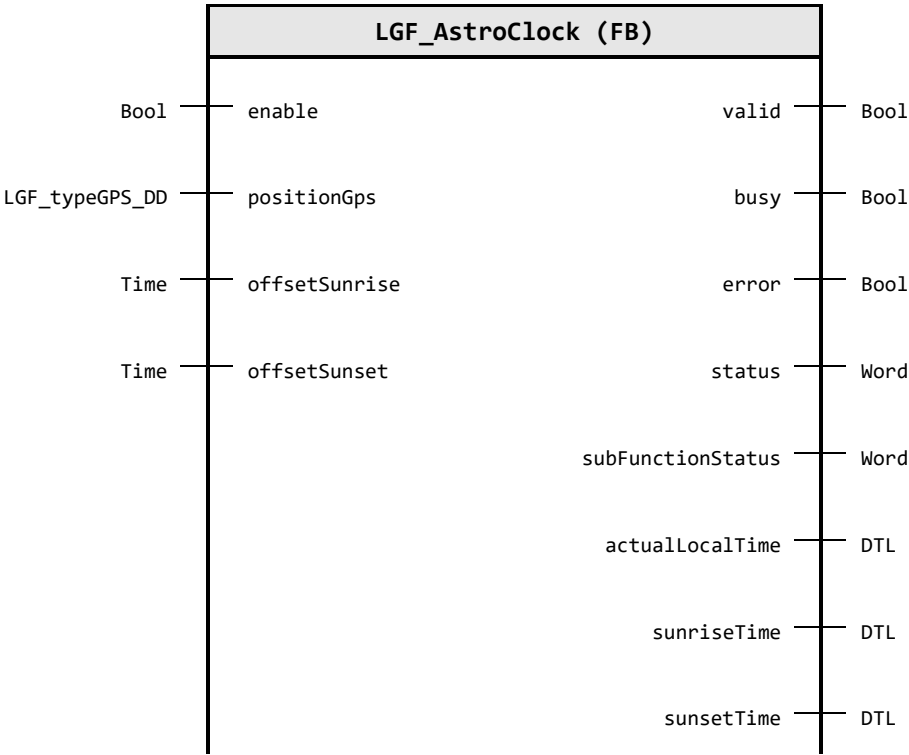 LGF_AstroClock (FB)
Bool enable valid Bool
LGF_typeGPS_DD positionGps busy Bool
Time offsetSunrise error Bool
Time offsetSunset status Word
subFunctionStatus Word
actualLocalTime DTL
sunriseTime DTL
sunsetTime DTL